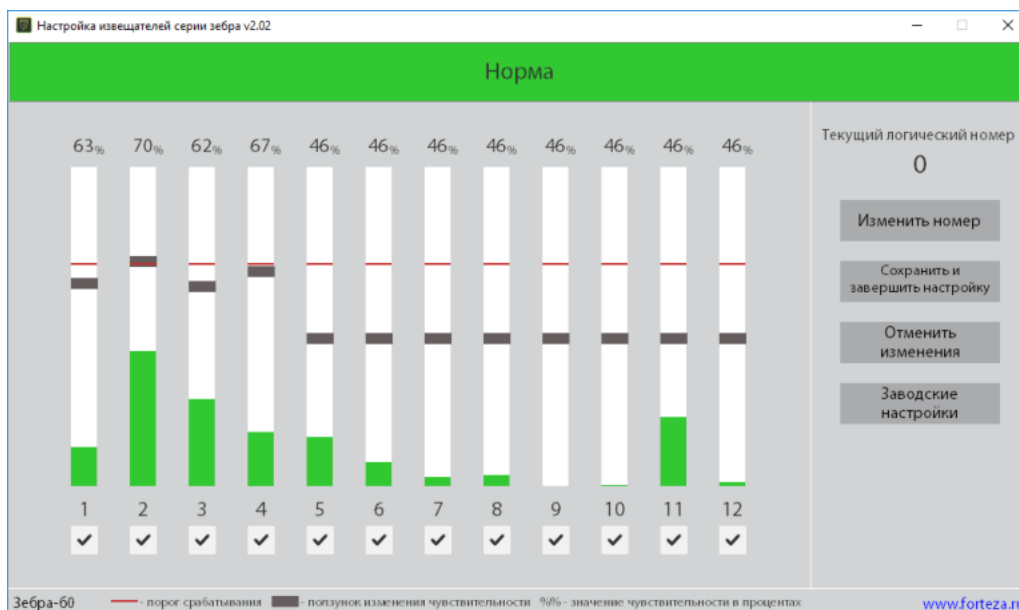 Настройка извещателей серии зебра v2.02
Норма
63% 70% 62% 67% 46% 46% 46% 46% 46% 46% 46% 46%
Текущий логический номер
0
Изменить номер
Сохранить и
завершить настройку
Отменить
изменения
Заводские
настройки
1 2 3 4 5 6 7 8 9 10 11 12
Зебра-60 - порог срабатывания - ползунок изменения чувствительности %% - значение чувствительности в процентах www.forteza.ru